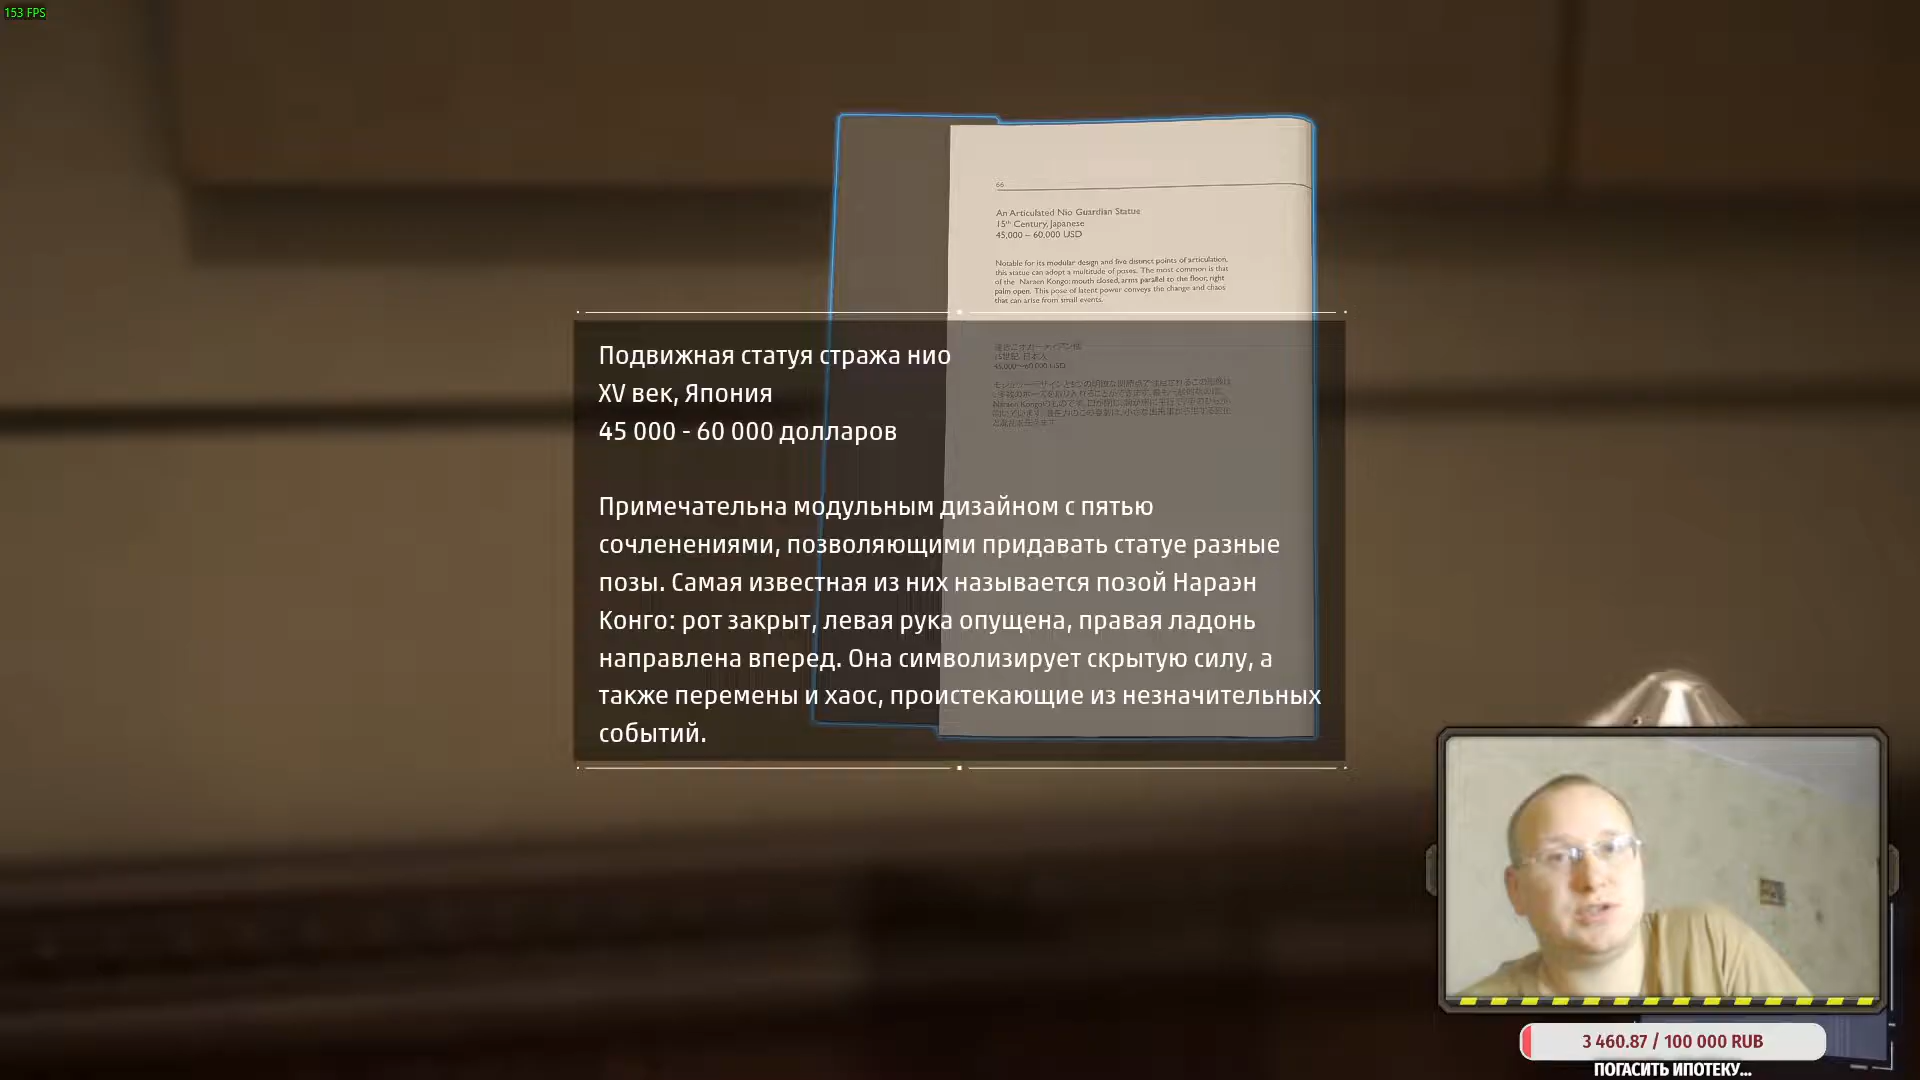 153 FPS
66
An Articulated Nio Guardian Statue
15th Century, Japanese
45,000 – 60,000 USD
Notable for its modular design and five distinct points of articulation,
this statue can adopt a multitude of poses. The most common is that
of the Naraen Kongo: mouth closed, arms parallel to the floor, right
palm open. This pose of latent power conveys the change and chaos
that can arise from small events.
Подвижная статуя стража нио
XV век, Япония
45 000 - 60 000 долларов
Примечательна модульным дизайном с пятью
сочленениями, позволяющими придавать статуе разные
позы. Самая известная из них называется позой Нараэн
Конго: рот закрыт, левая рука опущена, правая ладонь
направлена вперед. Она символизирует скрытую силу, а
также перемены и хаос, проистекающие из незначительных
событий.
45,000～60,000 USD
3 460.87 / 100 000 RUB
ПОГАСИТЬ ИПОТЕКУ...